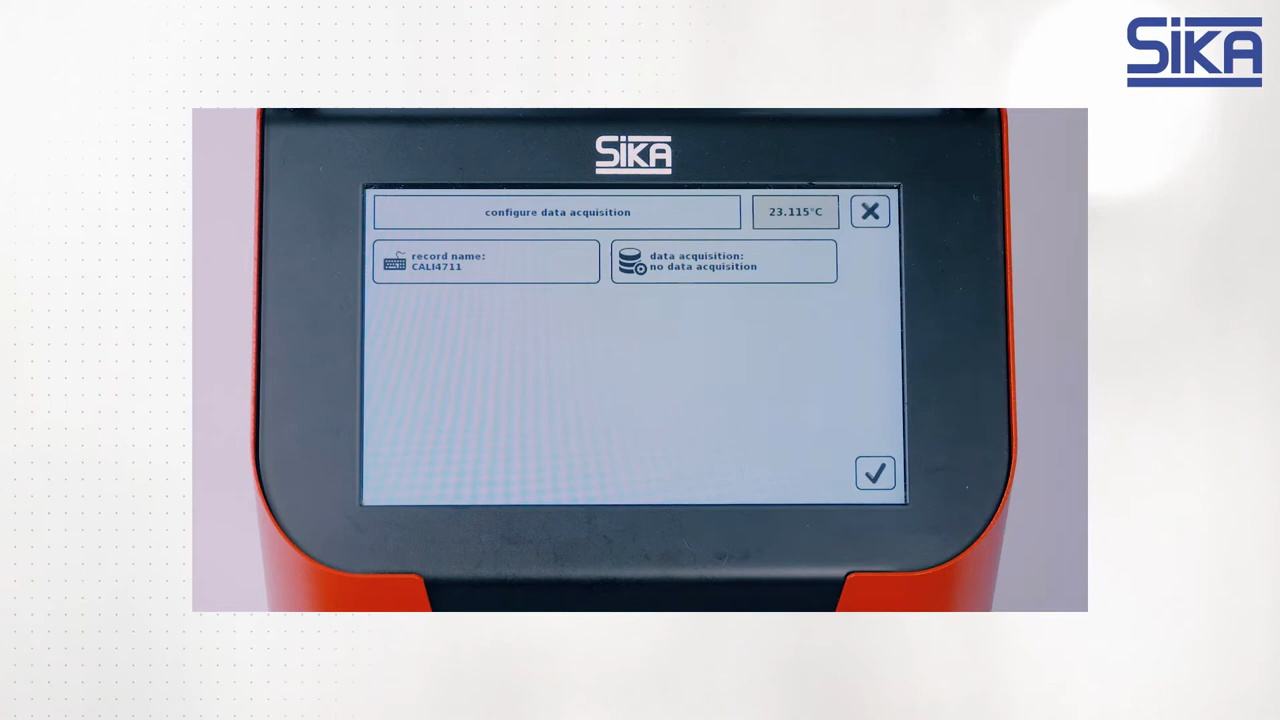 SIKA
SIKA
configure data acquisition
23.115°C
record name:
CALI4711
data acquisition:
no data acquisition